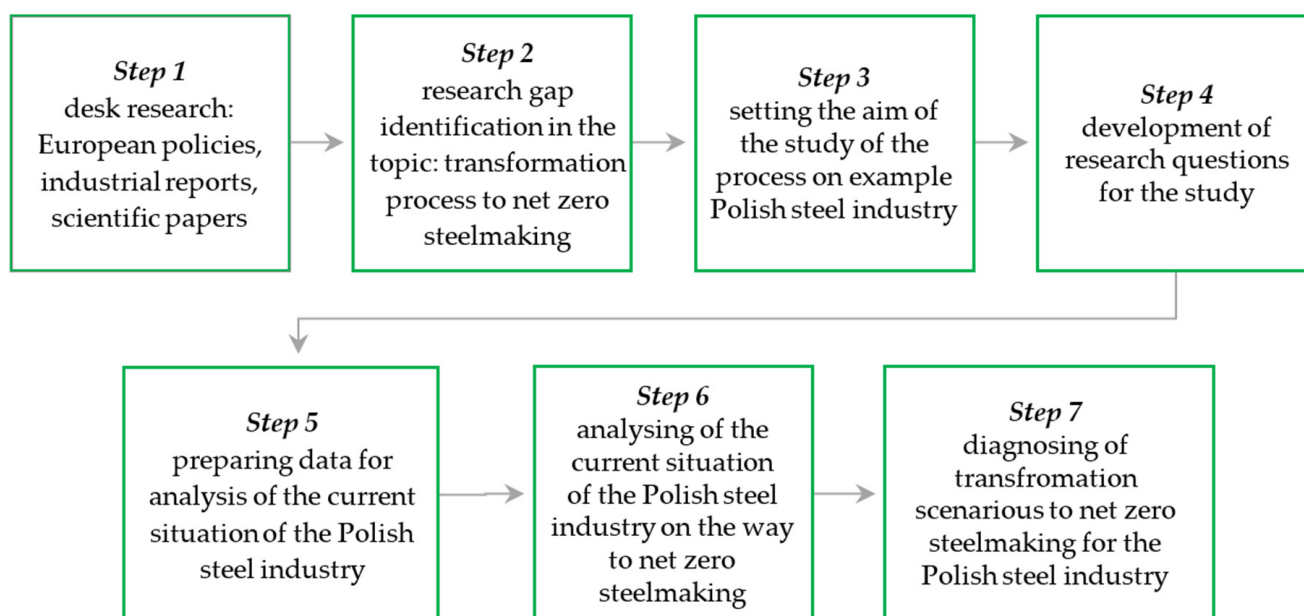 Step 1
desk research:
European policies,
industrial reports,
scientific papers
Step 2
research gap
identification in the
topic: transformation
process to net zero
steelmaking
Step 3
setting the aim of
the study of the
process on example
Polish steel industry
Step 4
development of
research questions
for the study
Step 5
preparing data for
analysis of the current
situation of the Polish
steel industry
Step 6
analysing of the
current situation
of the Polish steel
industry on the way
to net zero
steelmaking
Step 7
diagnosing of
transfromation
scenarious to net zero
steelmaking for the
Polish steel industry